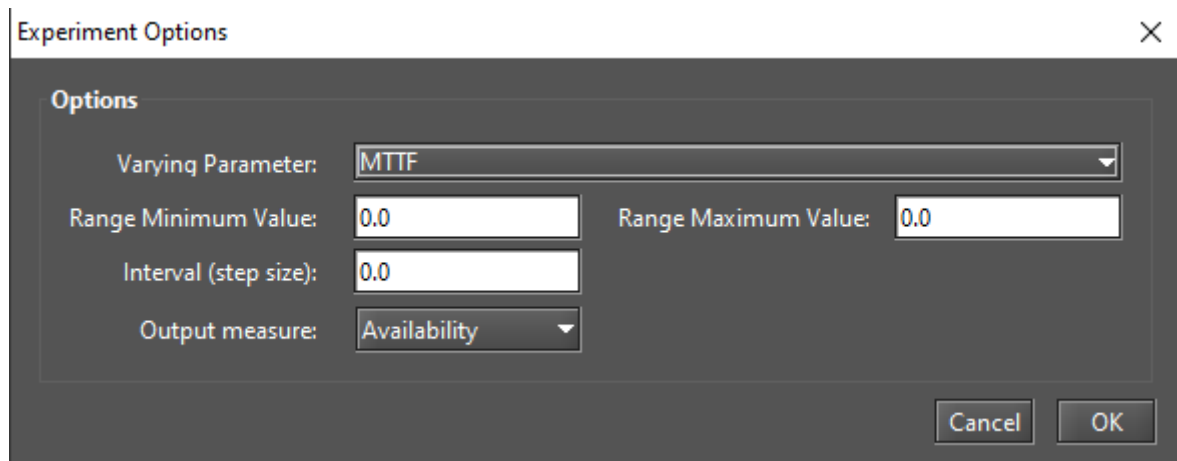 Experiment Options
Options
Varying Parameter: MTTF
Range Minimum Value: 0.0 Range Maximum Value: 0.0
Interval (step size): 0.0
Output measure: Availability
Cancel OK